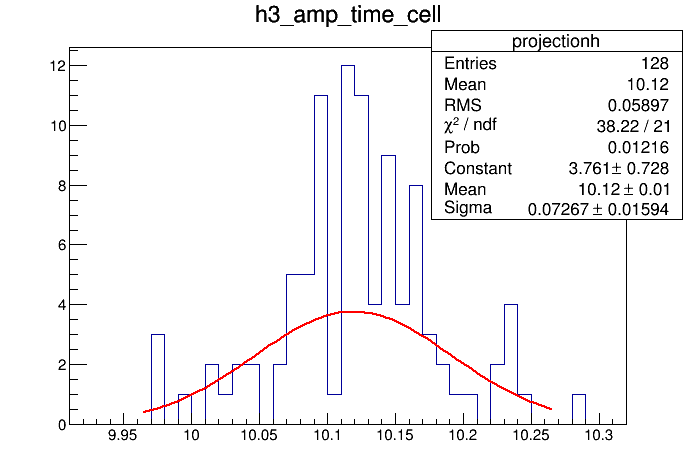 h3_amp_time_cell
projectionh
Entries 128
Mean 10.12
RMS 0.05897
χ² / ndf 38.22 / 21
Prob 0.01216
Constant 3.761± 0.728
Mean 10.12 ± 0.01
Sigma 0.07267 ± 0.01594
12
10
8
6
4
2
0
9.95 10 10.05 10.1 10.15 10.2 10.25 10.3